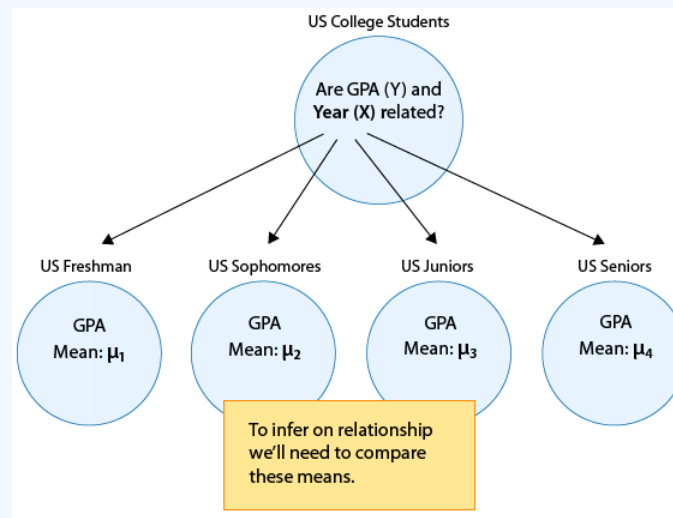 US College Students
Are GPA (Y) and
Year (X) related?
US Freshman
US Sophomores
US Juniors
US Seniors
GPA
Mean: μ₁
GPA
Mean: μ₂
GPA
Mean: μ₃
GPA
Mean: μ₄
To infer on relationship
we'll need to compare
these means.